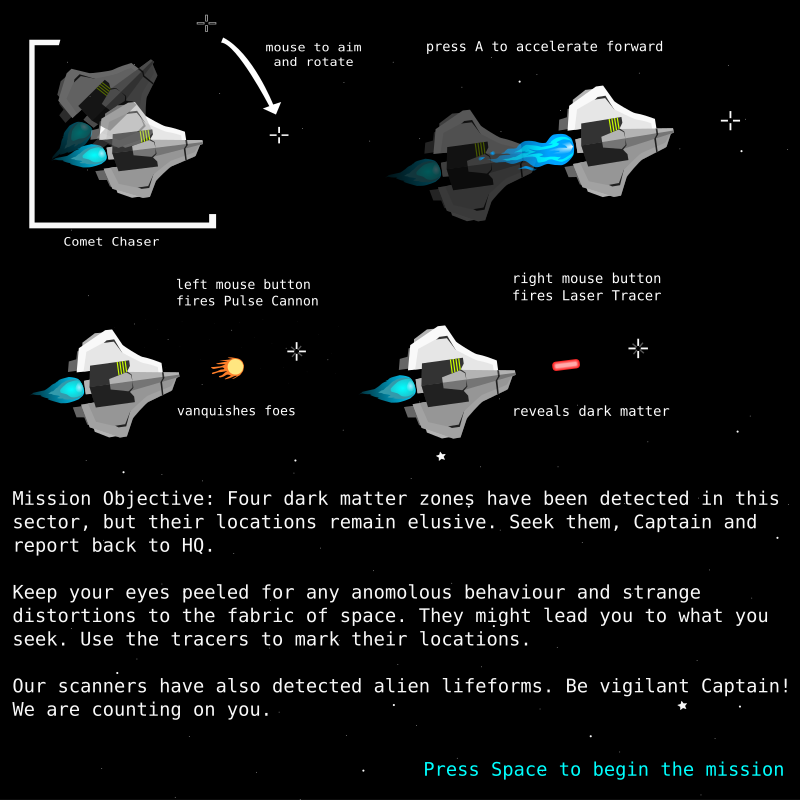 mouse to aim
and rotate
press A to accelerate forward
Comet Chaser
left mouse button
fires Pulse Cannon
right mouse button
fires Laser Tracer
vanquishes foes
reveals dark matter
Mission Objective: Four dark matter zones have been detected in this
sector, but their locations remain elusive. Seek them, Captain and
report back to HQ.
Keep your eyes peeled for any anomolous behaviour and strange
distortions to the fabric of space. They might lead you to what you
seek. Use the tracers to mark their locations.
Our scanners have also detected alien lifeforms. Be vigilant Captain!
We are counting on you.
Press Space to begin the mission